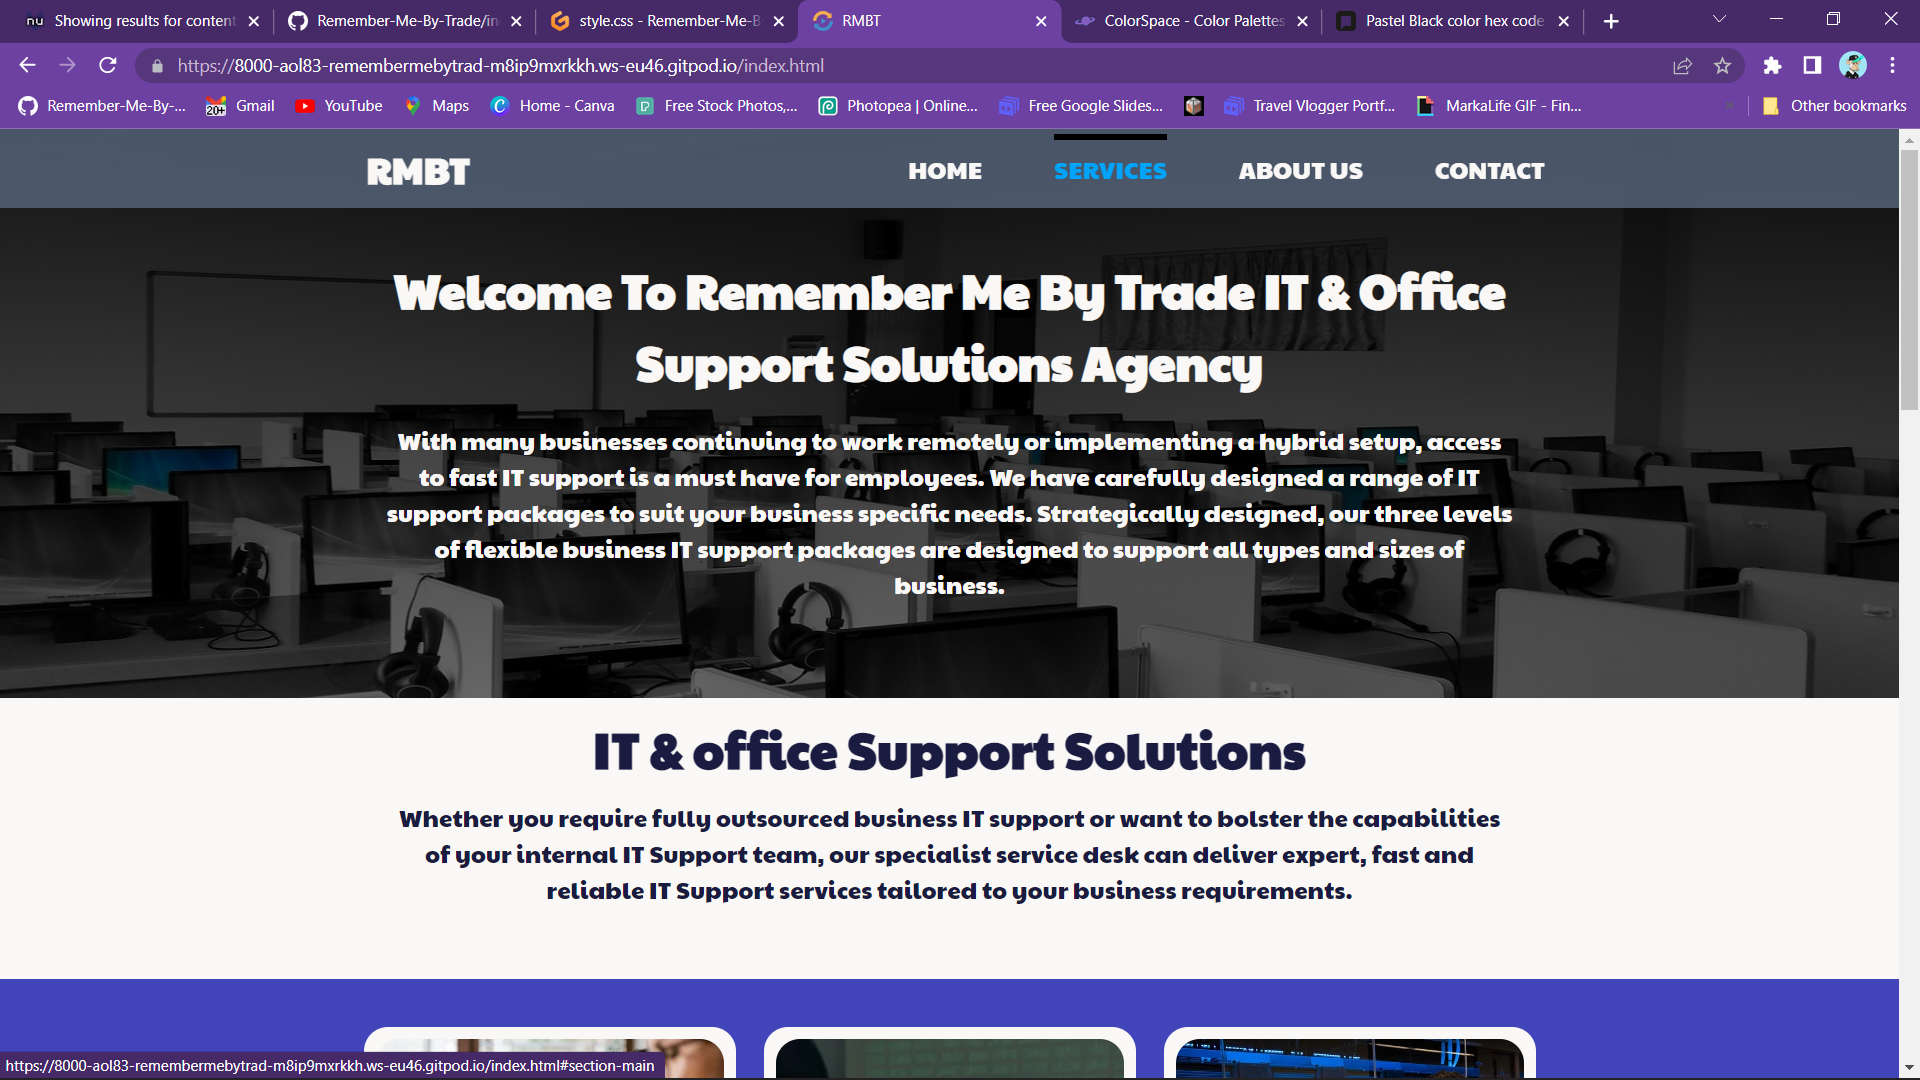 Showing results for content
Remember-Me-By-Trade/in
style.css - Remember-Me-B
RMBT
ColorSpace - Color Palettes
Pastel Black color hex code
https://8000-aol83-remembermebytrad-m8ip9mxrkkh.ws-eu46.gitpod.io/index.html
Remember-Me-By-...
20+
Gmail
YouTube
Maps
Home - Canva
Free Stock Photos,...
Photopea | Online...
Free Google Slides...
Travel Vlogger Portf...
MarkaLife GIF - Fin...
Other bookmarks
RMBT
HOME
SERVICES
ABOUT US
CONTACT
Welcome To Remember Me By Trade IT & Office
Support Solutions Agency
With many businesses continuing to work remotely or implementing a hybrid setup, access
to fast IT support is a must have for employees. We have carefully designed a range of IT
support packages to suit your business specific needs. Strategically designed, our three levels
of flexible business IT support packages are designed to support all types and sizes of
business.
IT & office Support Solutions
Whether you require fully outsourced business IT support or want to bolster the capabilities
of your internal IT Support team, our specialist service desk can deliver expert, fast and
reliable IT Support services tailored to your business requirements.
https://8000-aol83-remembermebytrad-m8ip9mxrkkh.ws-eu46.gitpod.io/index.html#section-main